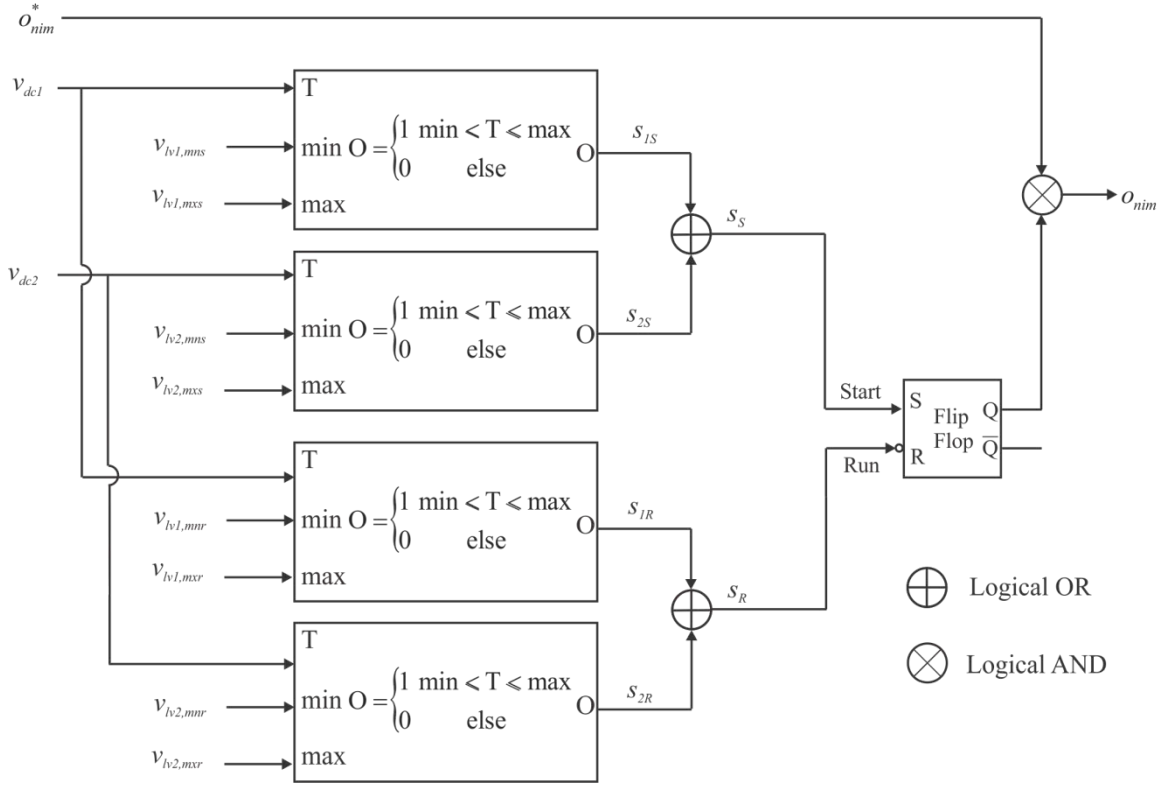 o*nim
vdc1
T
min O = {1 min < T < max
0 else
max
O
vlv1,mns
vlv1,mxs
s1S
vdc2
T
min O = {1 min < T < max
0 else
max
O
vlv2,mns
vlv2,mxs
s2S
sS
onim
Start
S
R
Flip
Flop
Q
Q̅
Run
T
min O = {1 min < T < max
0 else
max
O
vlv1,mnr
vlv1,mxr
s1R
sR
T
min O = {1 min < T < max
0 else
max
O
vlv2,mnr
vlv2,mxr
s2R
Logical OR
Logical AND